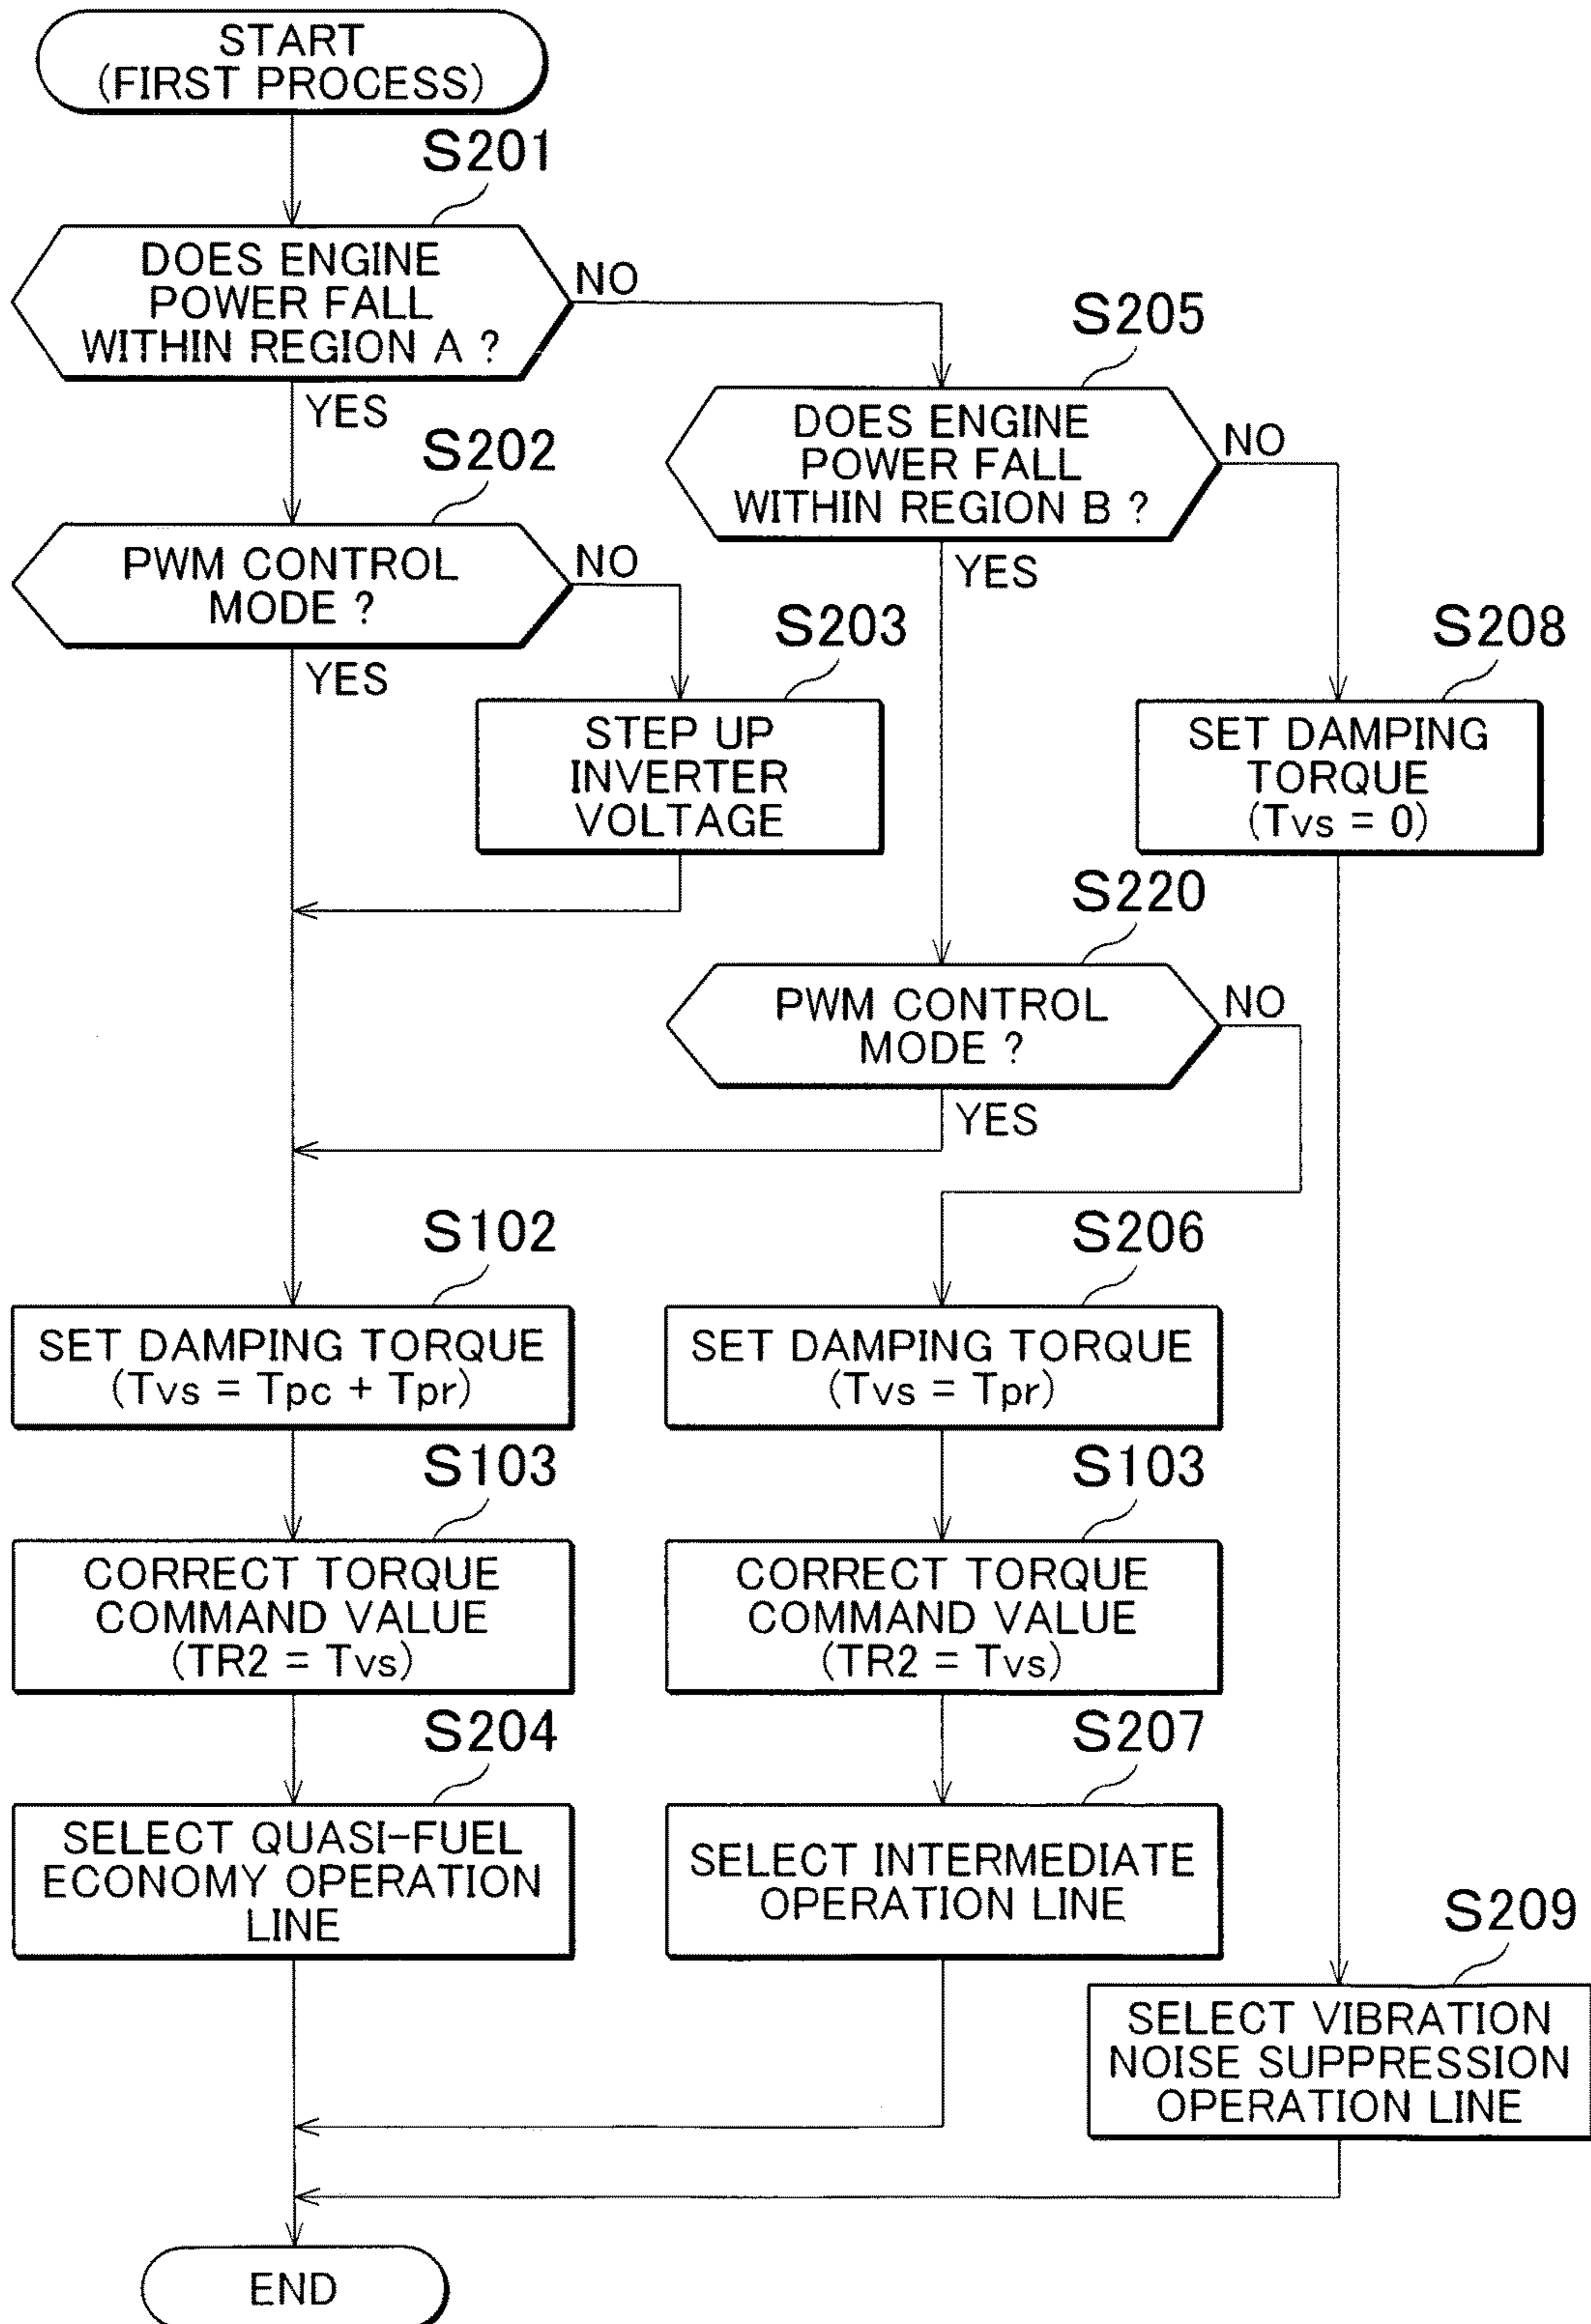 START
(FIRST PROCESS)
S201
DOES ENGINE
POWER FALL
WITHIN REGION A ?
NO
YES
S205
DOES ENGINE
POWER FALL
WITHIN REGION B ?
NO
YES
S202
PWM CONTROL
MODE ?
NO
YES
S203
STEP UP
INVERTER
VOLTAGE
S208
SET DAMPING
TORQUE
(Tvs = 0)
S220
PWM CONTROL
MODE ?
NO
YES
S102
SET DAMPING TORQUE
(Tvs = Tpc + Tpr)
S206
SET DAMPING TORQUE
(Tvs = Tpr)
S103
CORRECT TORQUE
COMMAND VALUE
(TR2 = Tvs)
S103
CORRECT TORQUE
COMMAND VALUE
(TR2 = Tvs)
S204
SELECT QUASI-FUEL
ECONOMY OPERATION
LINE
S207
SELECT INTERMEDIATE
OPERATION LINE
S209
SELECT VIBRATION
NOISE SUPPRESSION
OPERATION LINE
END